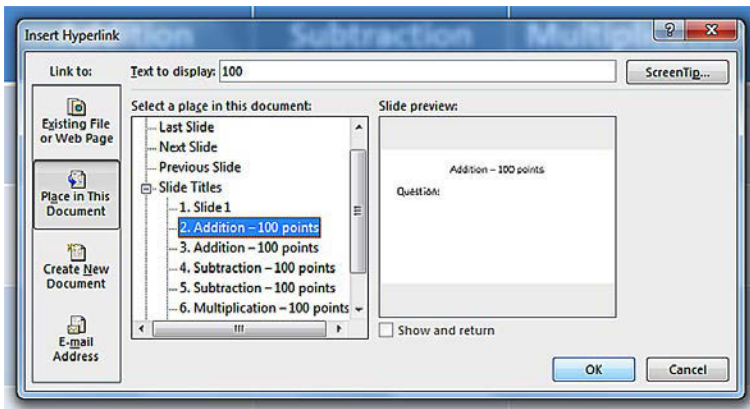 Addition Subtraction Multipl
Insert Hyperlink
Link to:
Text to display: 100
ScreenTip...
Existing File
or Web Page
Place in This
Document
Create New
Document
E-mail
Address
Select a place in this document:
Last Slide
Next Slide
Previous Slide
Slide Titles
1. Slide 1
2. Addition – 100 points
3. Addition – 100 points
4. Subtraction – 100 points
5. Subtraction – 100 points
6. Multiplication – 100 points
Slide preview:
Addition – 100 points
Question:
Show and return
OK Cancel